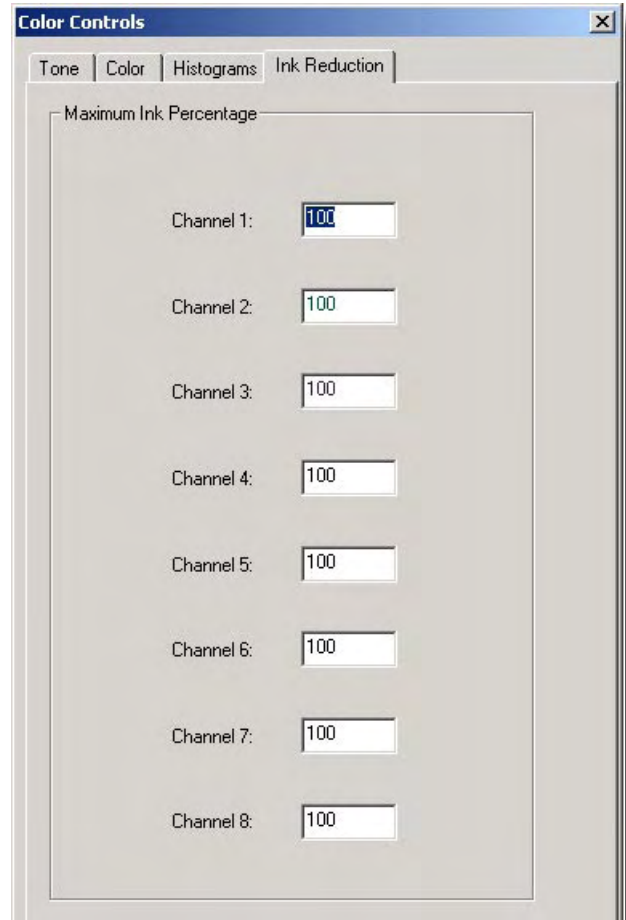 Color Controls
Tone Color Histograms Ink Reduction
Maximum Ink Percentage
Channel 1: 100
Channel 2: 100
Channel 3: 100
Channel 4: 100
Channel 5: 100
Channel 6: 100
Channel 7: 100
Channel 8: 100